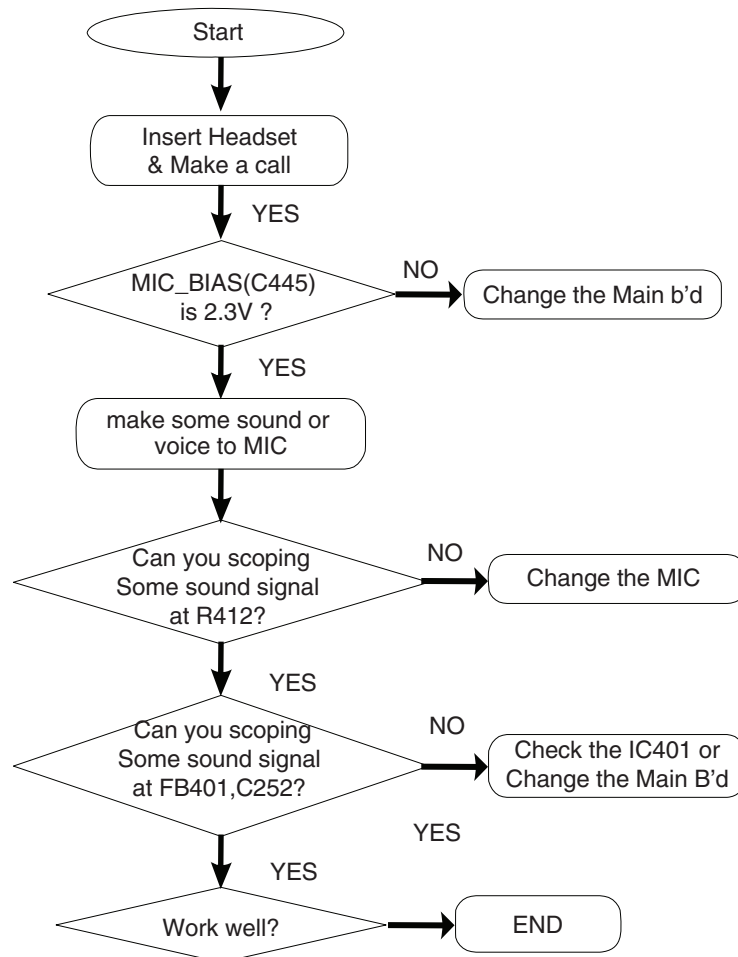 Start
Insert Headset
& Make a call
YES
MIC_BIAS(C445)
is 2.3V ?
NO
Change the Main b'd
YES
make some sound or
voice to MIC
Can you scoping
Some sound signal
at R412?
NO
Change the MIC
YES
Can you scoping
Some sound signal
at FB401,C252?
NO
Check the IC401 or
Change the Main B'd
YES
YES
Work well?
END